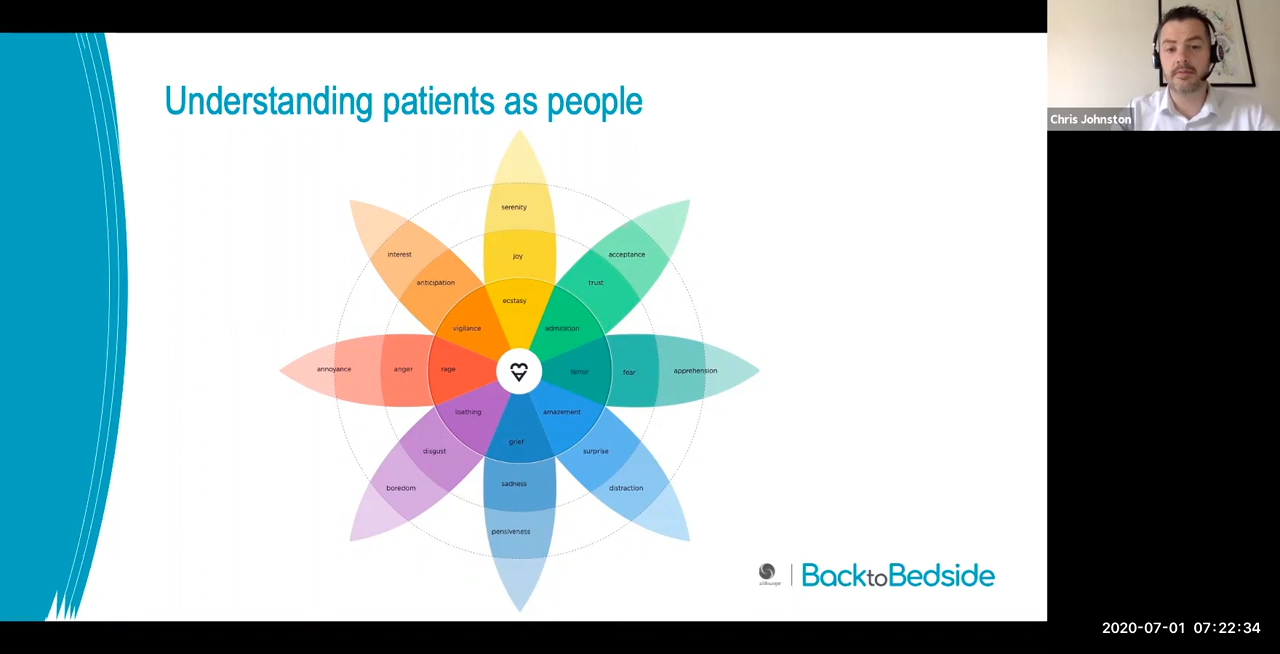 Understanding patients as people
Chris Johnston
serenity
interest
acceptance
joy
anticipation
trust
ecstasy
vigilance
admiration
annoyance
anger
rage
terror
fear
apprehension
loathing
amazement
grief
disgust
surprise
sadness
boredom
distraction
pensiveness
BacktoBedside
2020-07-01 07:22:34